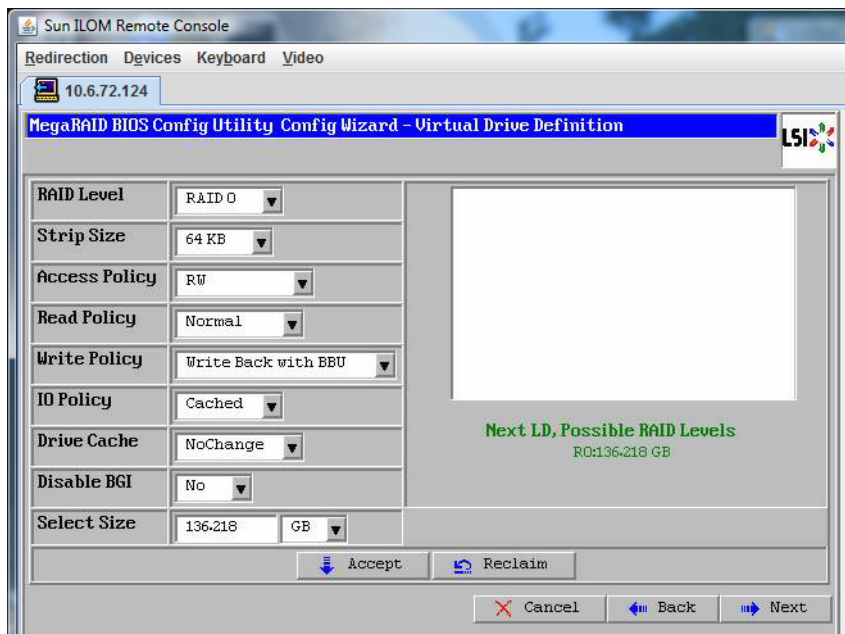 Sun ILOM Remote Console
Redirection Devices Keyboard Video
10.6.72.124
MegaRAID BIOS Config Utility Config Wizard - Virtual Drive Definition
LSI
RAID Level RAID 0
Strip Size 64 KB
Access Policy RW
Read Policy Normal
Write Policy Write Back with BBU
IO Policy Cached
Drive Cache NoChange
Disable BGI No
Select Size 136.218 GB
Next LD, Possible RAID Levels
R0:136.218 GB
Accept Reclaim
Cancel Back Next